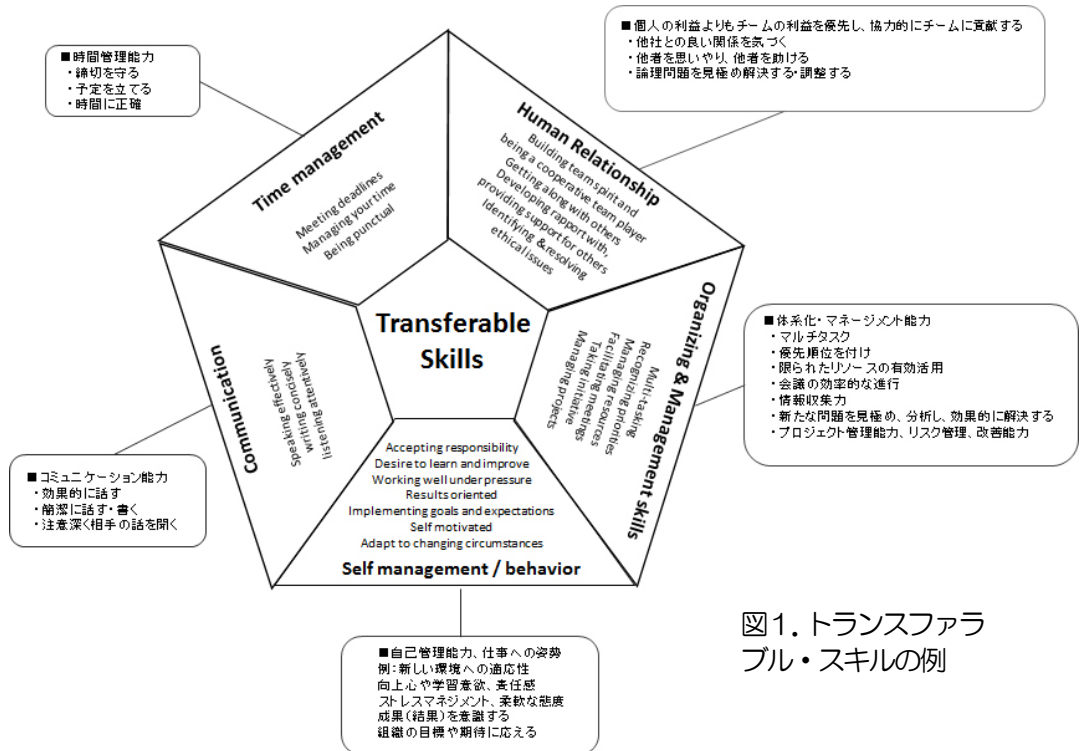 ■個人の利益よりもチームの利益を優先し、協力的にチームに貢献する
・他社との良い関係を気づく
・他者を思いやり、他者を助ける
・論理問題を見極め解決する・調整する
■時間管理能力
・締切を守る
・予定を立てる
・時間に正確
Time management
Meeting deadlines
Managing your time
Being punctual
Human Relationship
Building team spirit and
being a cooperative team player
Getting along with others
Developing rapport with,
providing support for others
Identifying & resolving
ethical issues
Transferable
Skills
Organizing & Management skills
Multi-tasking
Recognizing priorities
Managing resources
Facilitating meetings
Taking initiative
Managing projects
■体系化・マネージメント能力
・マルチタスク
・優先順位を付け
・限られたリソースの有効活用
・会議の効率的な進行
・情報収集力
・新たな問題を見極め、分析し、効果的に解決する
・プロジェクト管理能力、リスク管理、改善能力
Communication
Speaking effectively
writing concisely
listening attentively
■コミュニケーション能力
・効果的に話す
・簡潔に話す・書く
・注意深く相手の話を聞く
Accepting responsibility
Desire to learn and improve
Working well under pressure
Results oriented
Implementing goals and expectations
Self motivated
Adapt to changing circumstances
Self management / behavior
■自己管理能力、仕事への姿勢
例：新しい環境への適応性
向上心や学習意欲、責任感
ストレスマネジメント、柔軟な態度
成果（結果）を意識する
組織の目標や期待に応える
図1．トランスファラ
ブル・スキルの例